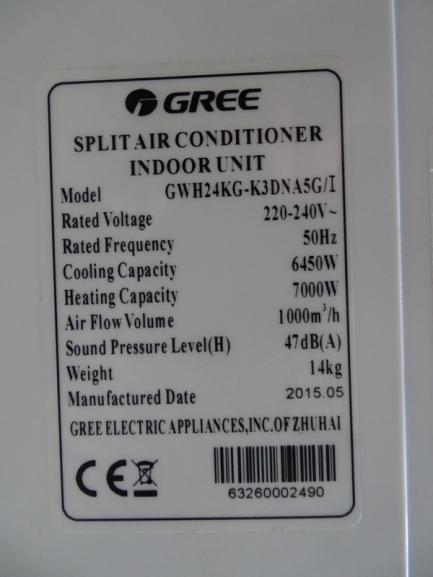 GREE
SPLIT AIR CONDITIONER
INDOOR UNIT
Model GWH24KG-K3DNA5G/I
Rated Voltage 220-240V~
Rated Frequency 50Hz
Cooling Capacity 6450W
Heating Capacity 7000W
Air Flow Volume 1000m³/h
Sound Pressure Level(H) 47dB(A)
Weight 14kg
Manufactured Date 2015.05
GREE ELECTRIC APPLIANCES,INC.OF ZHUHAI
CE
63260002490